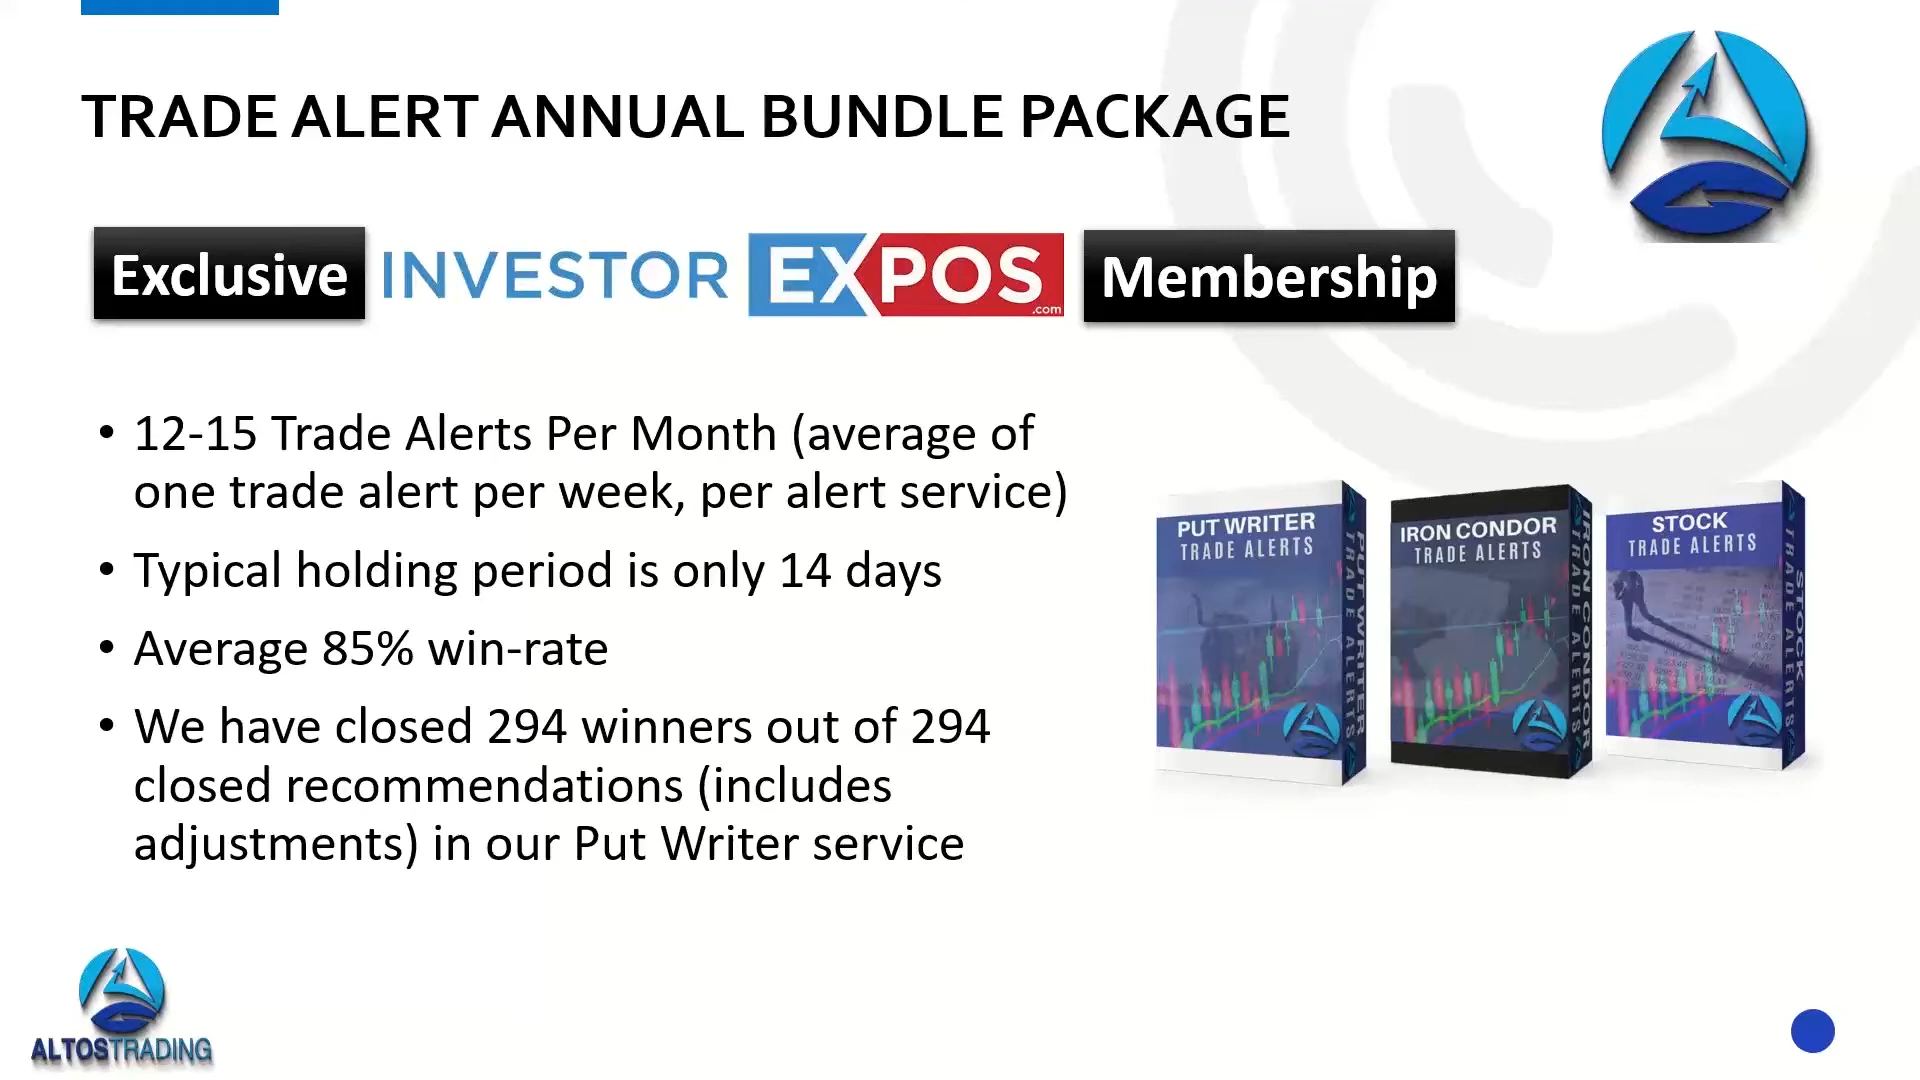 TRADE ALERT ANNUAL BUNDLE PACKAGE
Exclusive INVESTOR EXPOS .com Membership
• 12-15 Trade Alerts Per Month (average of
one trade alert per week, per alert service)
• Typical holding period is only 14 days
• Average 85% win-rate
• We have closed 294 winners out of 294
closed recommendations (includes
adjustments) in our Put Writer service
PUT WRITER
TRADE ALERTS
PUT WRITER
TRADE ALERTS
IRON CONDOR
TRADE ALERTS
IRON CONDOR
TRADE ALERTS
STOCK
TRADE ALERTS
STOCK
TRADE ALERTS
ALTOSTRADING